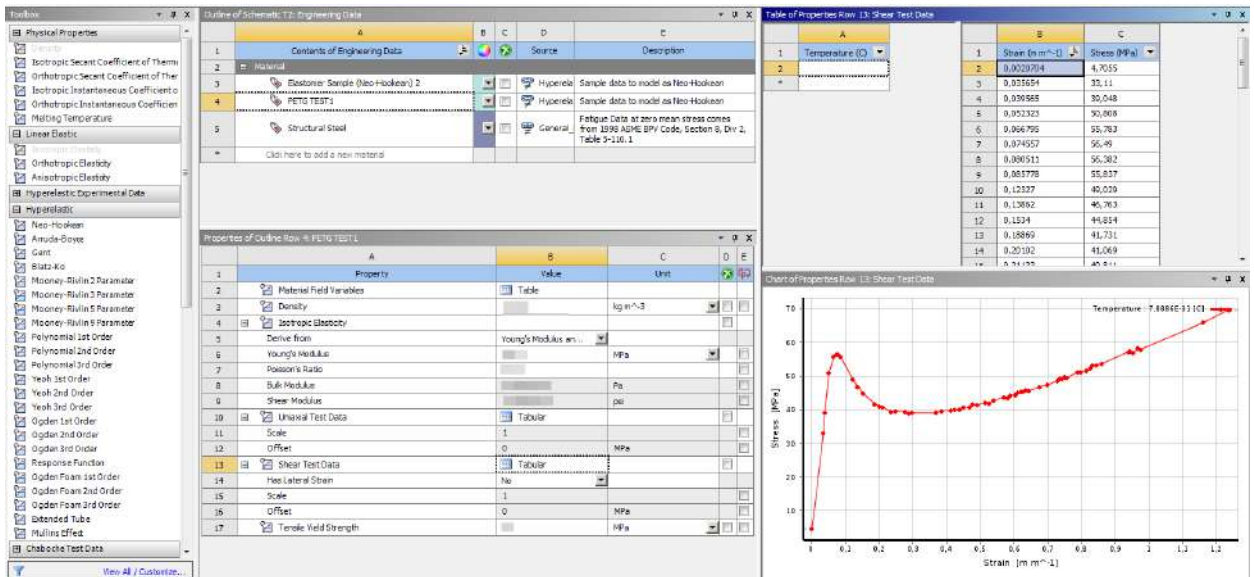 Toolbox
Physical Properties
Density
Isotropic Secant Coefficient of Therm
Orthotropic Secant Coefficient of Ther
Isotropic Instantaneous Coefficient o
Orthotropic Instantaneous Coefficien
Melting Temperature
Linear Elastic
Isotropic Elasticity
Orthotropic Elasticity
Anisotropic Elasticity
Hyperelastic Experimental Data
Hyperelastic
Neo-Hookean
Arruda-Boyce
Gent
Blatz-Ko
Mooney-Rivlin 2 Parameter
Mooney-Rivlin 3 Parameter
Mooney-Rivlin 5 Parameter
Mooney-Rivlin 9 Parameter
Polynomial 1st Order
Polynomial 2nd Order
Polynomial 3rd Order
Yeoh 1st Order
Yeoh 2nd Order
Yeoh 3rd Order
Ogden 1st Order
Ogden 2nd Order
Ogden 3rd Order
Response Function
Ogden Foam 1st Order
Ogden Foam 2nd Order
Ogden Foam 3rd Order
Extended Tube
Mullins Effect
Chaboche Test Data
View All / Customize...
Outline of Schematic T2: Engineering Data
A B C D E
1 Contents of Engineering Data Source Description
2 Material
3 Elastomer Sample (Neo-Hookean) 2 Hyperela Sample data to model as Neo-Hookean
4 PETG TEST1 Hyperela Sample data to model as Neo-Hookean
5 Structural Steel General_ Fatigue Data at zero mean stress comes
from 1998 ASME BPV Code, Section 8, Div 2,
Table 5-110.1
* Click here to add a new material
Properties of Outline Row 4: PETG TEST1
A B C D E
1 Property Value Unit
2 Material Field Variables Table
3 Density kg m^-3
4 Isotropic Elasticity
5 Derive from Young's Modulus an...
6 Young's Modulus MPa
7 Poisson's Ratio
8 Bulk Modulus Pa
9 Shear Modulus psi
10 Uniaxial Test Data Tabular
11 Scale 1
12 Offset 0 MPa
13 Shear Test Data Tabular
14 Has Lateral Strain No
15 Scale 1
16 Offset 0 MPa
17 Tensile Yield Strength MPa
Table of Properties Row 13: Shear Test Data
A
1 Temperature (C)
2
*
B C
1 Strain (m m^-1) Stress (MPa)
2 4,7055
3 0,035654 33,11
4 0,039565 39,048
5 0,052323 50,808
6 0,066795 55,783
7 0,074557 56,49
8 0,080511 56,382
9 0,085778 55,837
10 0,12327 49,029
11 0,13862 46,763
12 0,1534 44,854
13 0,18869 41,731
14 0,20102 41,069
Chart of Properties Row 13: Shear Test Data
Temperature : 7,8886E-31 [C]
70
60
50
40
30
20
10
Stress [MPa]
0 0,1 0,2 0,3 0,4 0,5 0,6 0,7 0,8 0,9 1 1,1 1,2
Strain [m m^-1]